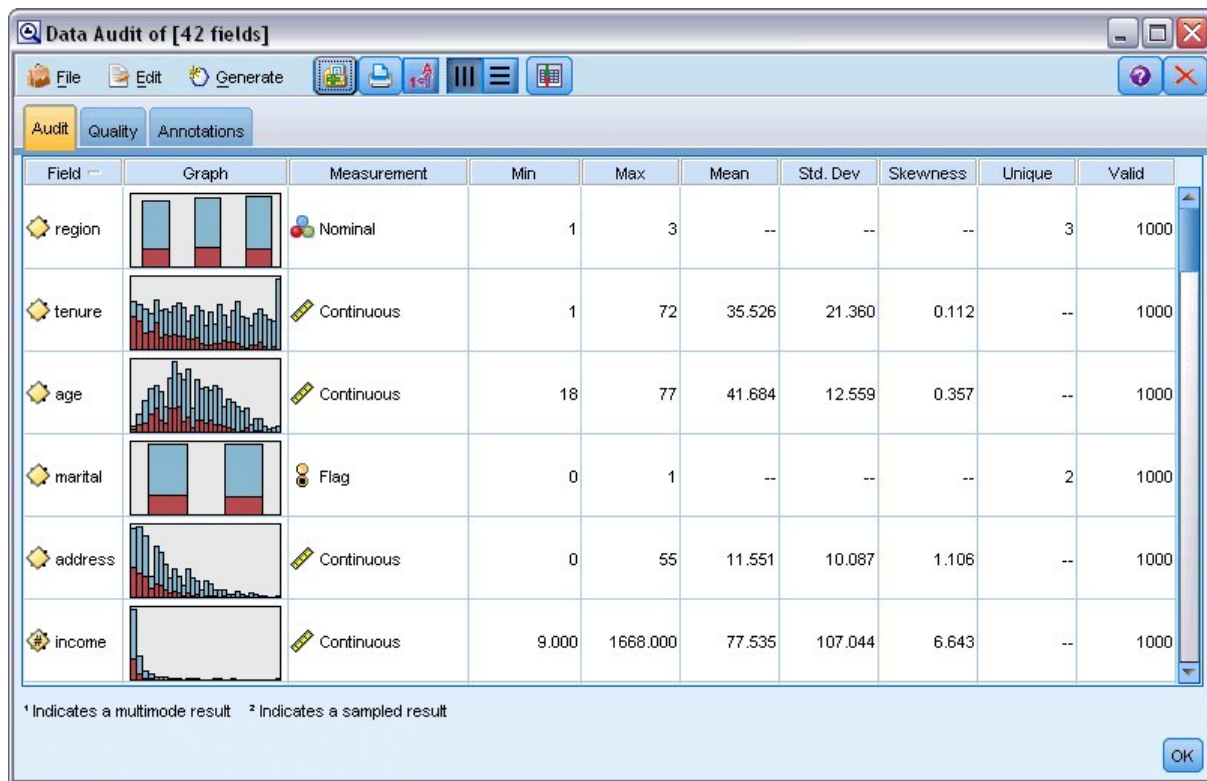 Data Audit of [42 fields]
File Edit Generate
Audit Quality Annotations
Field Graph Measurement Min Max Mean Std. Dev Skewness Unique Valid
region Nominal 1 3 -- -- -- 3 1000
tenure Continuous 1 72 35.526 21.360 0.112 -- 1000
age Continuous 18 77 41.684 12.559 0.357 -- 1000
marital Flag 0 1 -- -- -- 2 1000
address Continuous 0 55 11.551 10.087 1.106 -- 1000
income Continuous 9.000 1668.000 77.535 107.044 6.643 -- 1000
¹ Indicates a multimode result ² Indicates a sampled result
OK